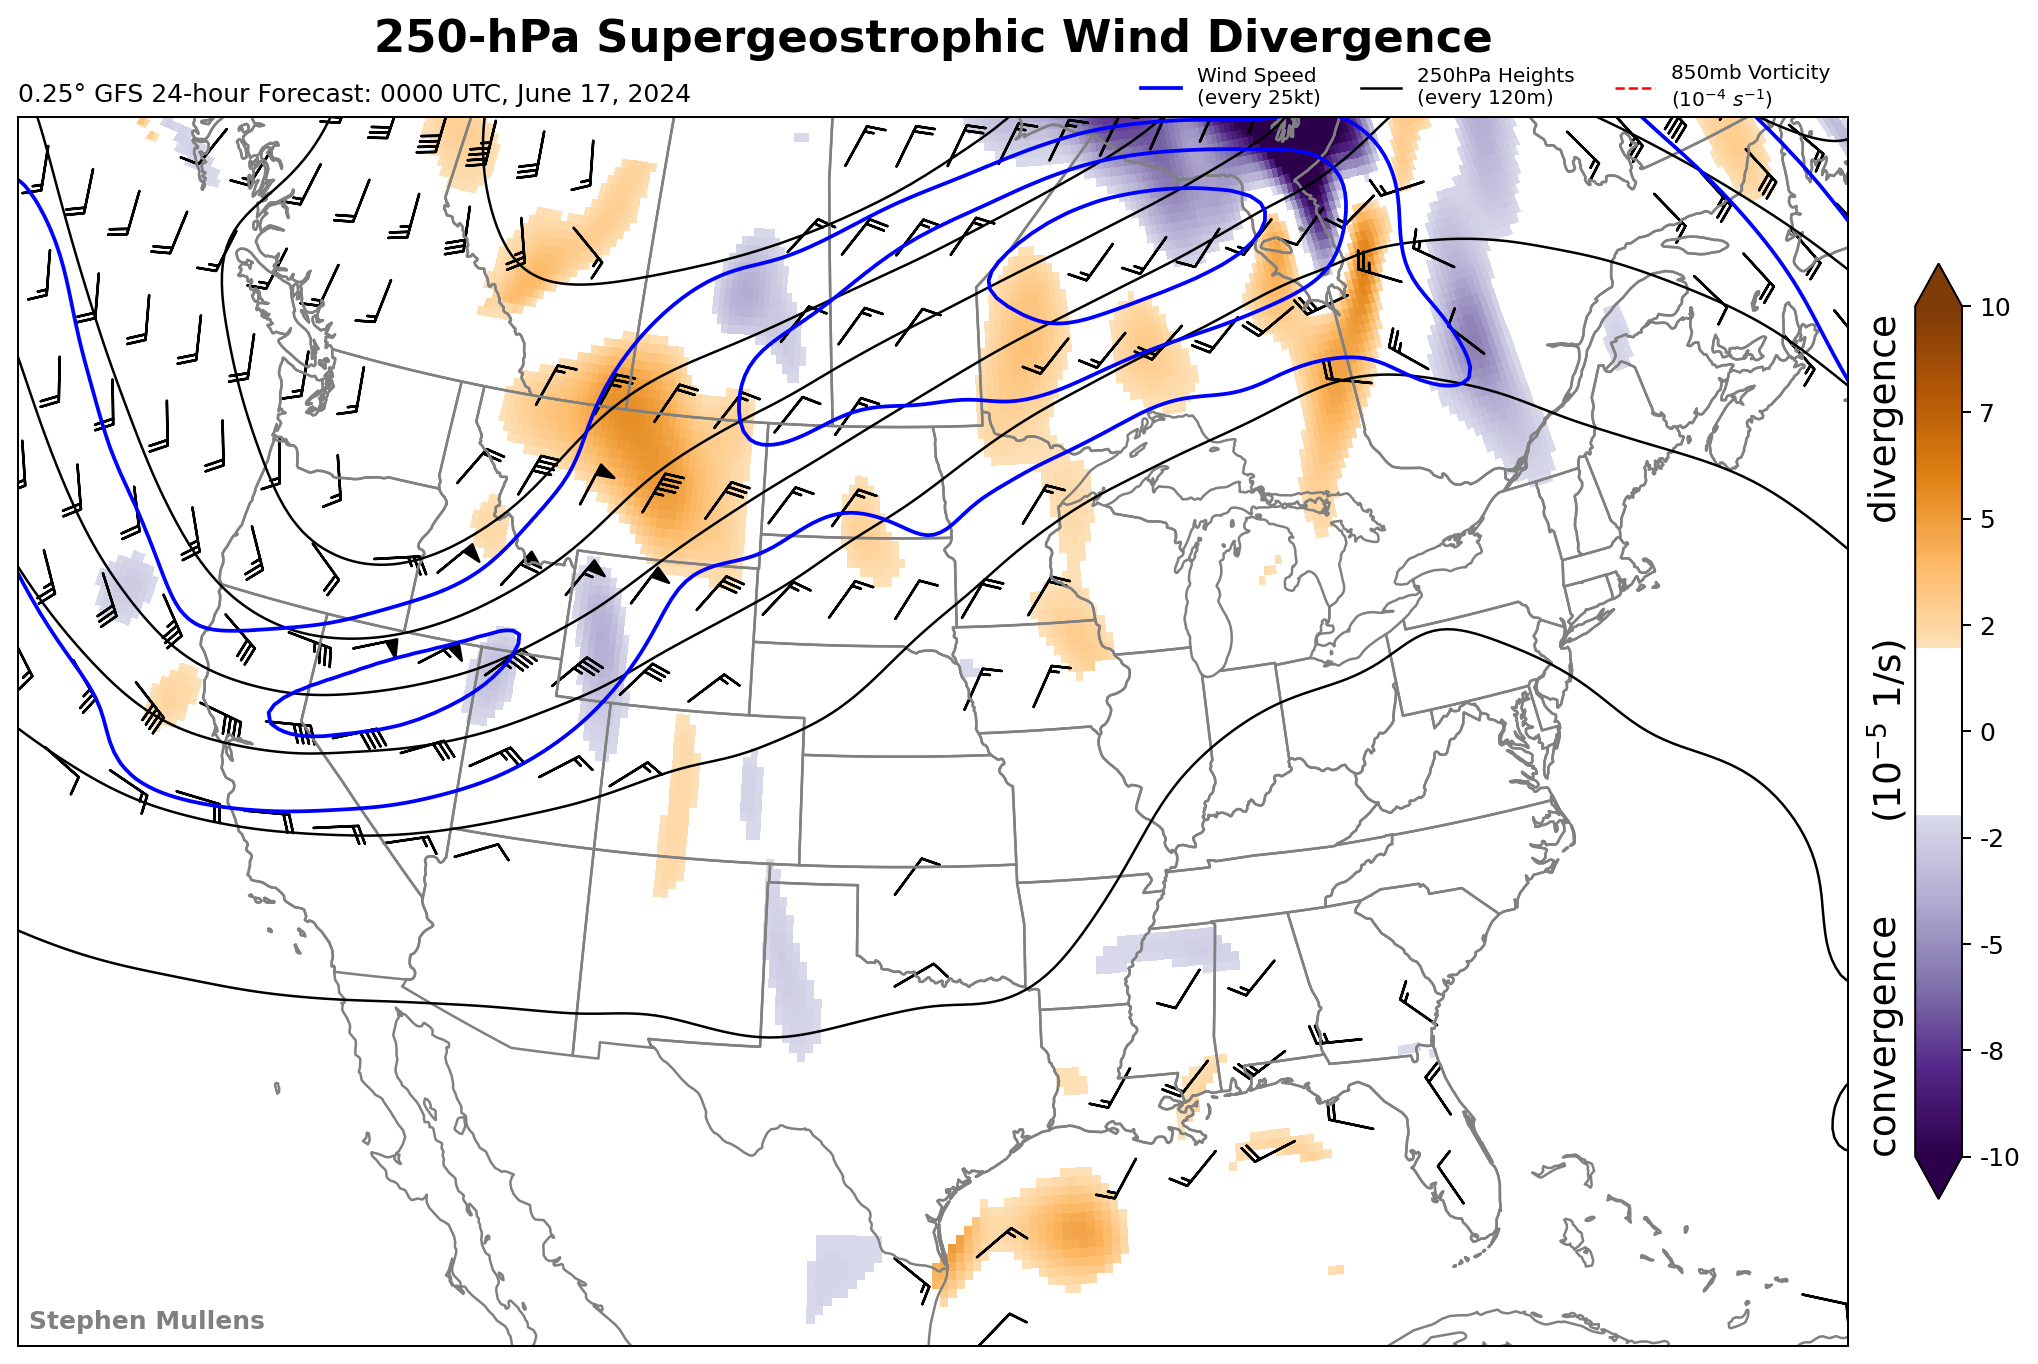 250-hPa Supergeostrophic Wind Divergence
0.25° GFS 24-hour Forecast: 0000 UTC, June 17, 2024
Wind Speed
(every 25kt)
250hPa Heights
(every 120m)
850mb Vorticity
(10⁻⁴ s⁻¹)
10
7
5
2
0
-2
-5
-8
-10
convergence (10⁻⁵ 1/s) divergence
Stephen Mullens